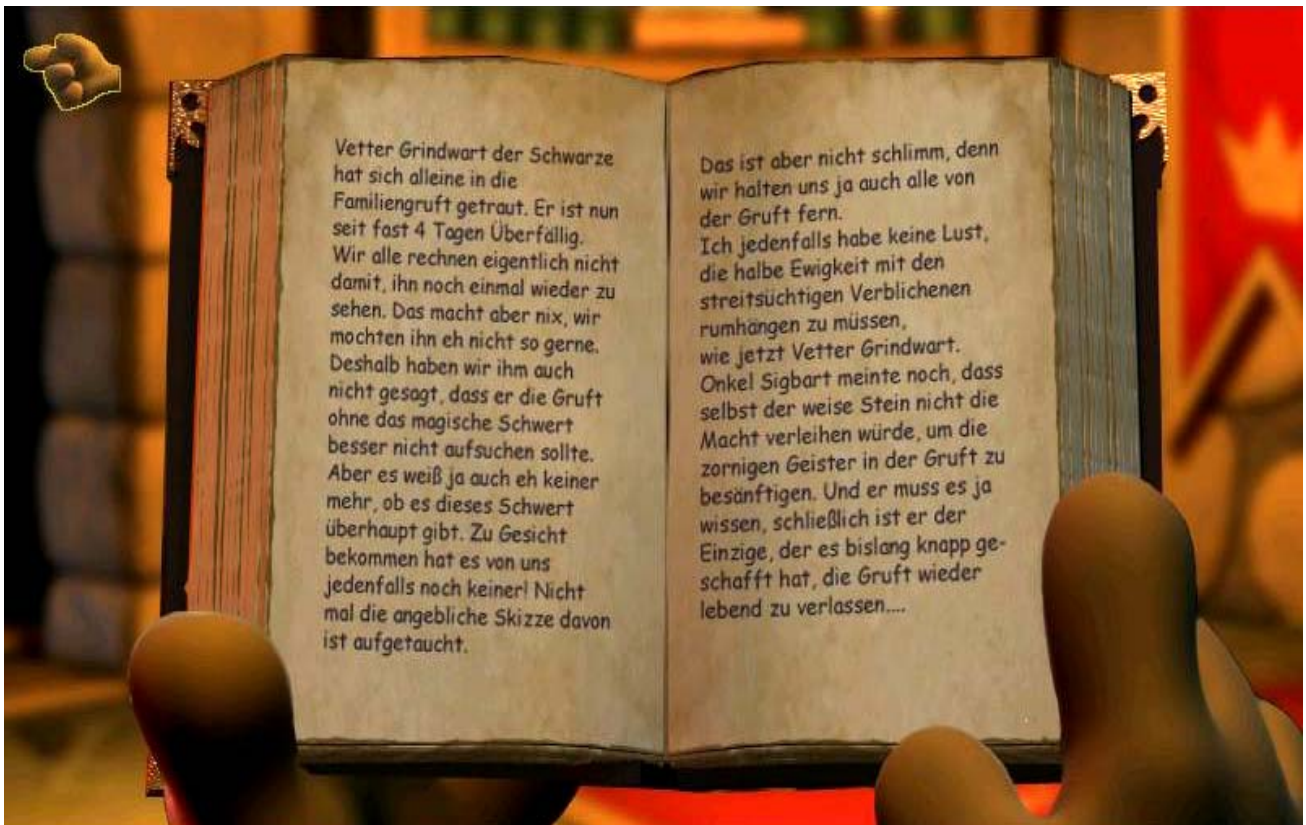 Vetter Grindwart der Schwarze
hat sich alleine in die
Familiengruft getraut. Er ist nun
seit fast 4 Tagen Überfällig.
Wir alle rechnen eigentlich nicht
damit, ihn noch einmal wieder zu
sehen. Das macht aber nix, wir
mochten ihn eh nicht so gerne.
Deshalb haben wir ihm auch
nicht gesagt, dass er die Gruft
ohne das magische Schwert
besser nicht aufsuchen sollte.
Aber es weiß ja auch eh keiner
mehr, ob es dieses Schwert
überhaupt gibt. Zu Gesicht
bekommen hat es von uns
jedenfalls noch keiner! Nicht
mal die angebliche Skizze davon
ist aufgetaucht.
Das ist aber nicht schlimm, denn
wir halten uns ja auch alle von
der Gruft fern.
Ich jedenfalls habe keine Lust,
die halbe Ewigkeit mit den
streitsüchtigen Verblichenen
rumhängen zu müssen,
wie jetzt Vetter Grindwart.
Onkel Sigbart meinte noch, dass
selbst der weise Stein nicht die
Macht verleihen würde, um die
zornigen Geister in der Gruft zu
besänftigen. Und er muss es ja
wissen, schließlich ist er der
Einzige, der es bislang knapp ge-
schafft hat, die Gruft wieder
lebend zu verlassen....